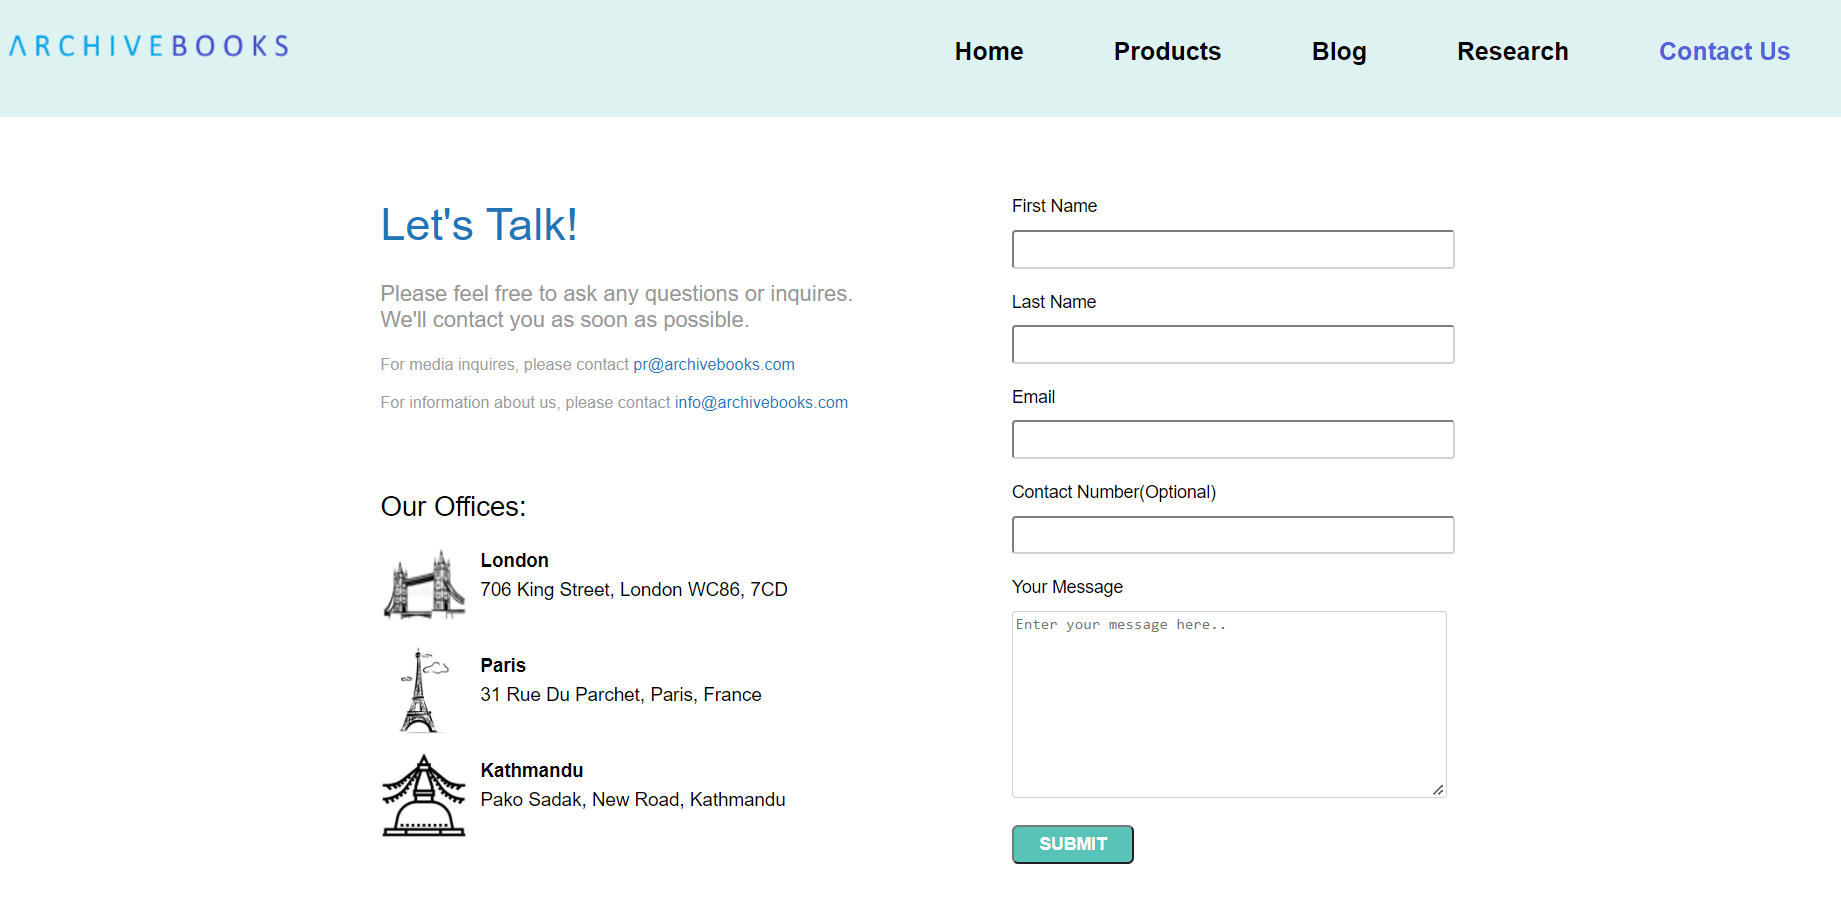 ARCHIVEBOOKS
Home Products Blog Research Contact Us
Let's Talk!
Please feel free to ask any questions or inquires.
We'll contact you as soon as possible.
For media inquires, please contact pr@archivebooks.com
For information about us, please contact info@archivebooks.com
Our Offices:
London
706 King Street, London WC86, 7CD
Paris
31 Rue Du Parchet, Paris, France
Kathmandu
Pako Sadak, New Road, Kathmandu
First Name
Last Name
Email
Contact Number(Optional)
Your Message
Enter your message here..
SUBMIT